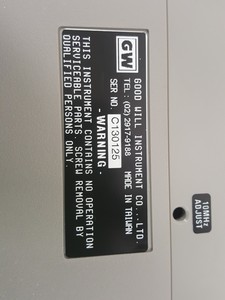 GW
GOOD WILL INSTRUMENT CO., LTD.
TEL: (02) 2917-9188 MADE IN TAIWAN
SER NO. C130125
- WARNING -
THIS INSTRUMENT CONTAINS NO OPERATION
SERVICEABLE PARTS. SCREW REMOVAL BY
QUALIFIED PERSONS ONLY.
10MHz
ADJUST